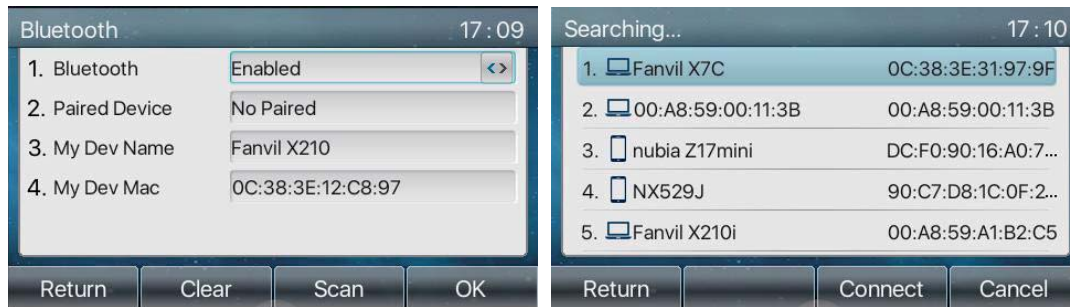 Bluetooth 17:09
1. Bluetooth Enabled <>
2. Paired Device No Paired
3. My Dev Name Fanvil X210
4. My Dev Mac 0C:38:3E:12:C8:97
Return Clear Scan OK
Searching... 17:10
1. Fanvil X7C 0C:38:3E:31:97:9F
2. 00:A8:59:00:11:3B 00:A8:59:00:11:3B
3. nubia Z17mini DC:F0:90:16:A0:7...
4. NX529J 90:C7:D8:1C:0F:2...
5. Fanvil X210i 00:A8:59:A1:B2:C5
Return Connect Cancel